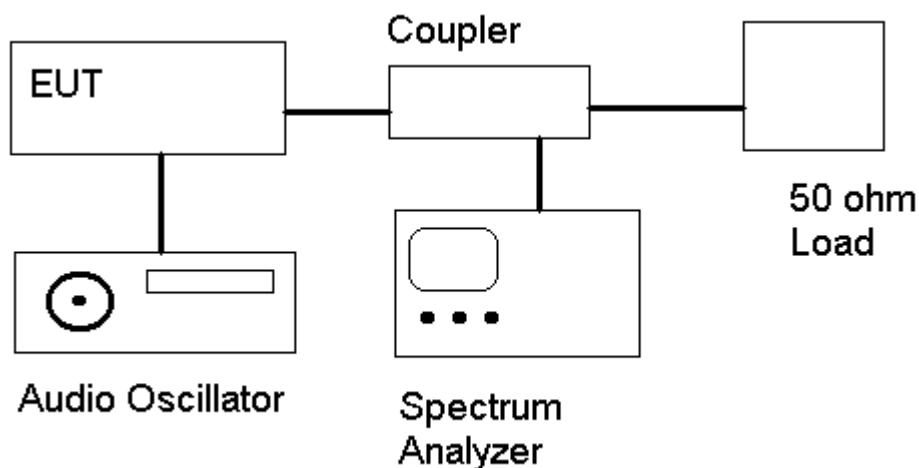 Coupler
EUT
50 ohm
Load
Audio Oscillator
Spectrum
Analyzer